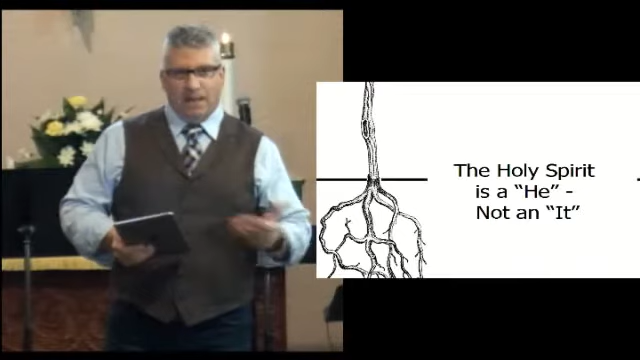 The Holy Spirit
is a “He” -
Not an “It”